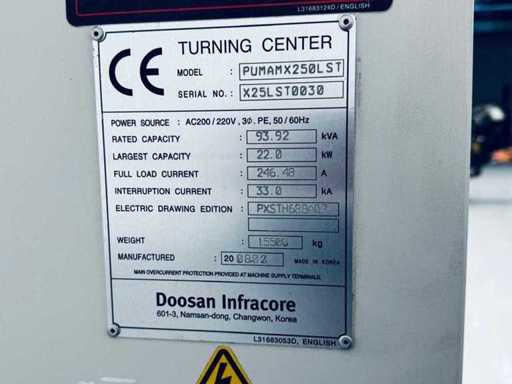 L31683124D / ENGLISH
CE
TURNING CENTER
MODEL : PUMAMX250LST
SERIAL NO. : X25LST0030
POWER SOURCE : AC200 / 220V, 3Φ, PE, 50 / 60Hz
RATED CAPACITY : 93.92 kVA
LARGEST CAPACITY : 22.0 kW
FULL LOAD CURRENT : 246.48 A
INTERRUPTION CURRENT : 33.0 kA
ELECTRIC DRAWING EDITION :
WEIGHT : 15500 kg
MANUFACTURED : 20 0802 MADE IN KOREA
MAIN OVERCURRENT PROTECTION PROVIDED AT MACHINE SUPPLY TERMINALS.
Doosan Infracore
601-3, Namsan-dong, Changwon, Korea
L31683053D, ENGLISH